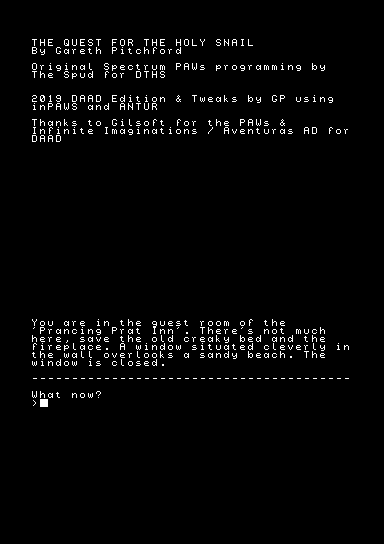 THE QUEST FOR THE HOLY SNAIL
By Gareth Pitchford
Original Spectrum PAWs programming by
The Spud for DTHS
2019 DAAD Edition & Tweaks by GP using
inPAWS and ANTUR
Thanks to Gilsoft for the PAWs &
Infinite Imaginations / Aventuras AD for
DAAD
You are in the guest room of the
'Prancing Prat Inn'. There's not much
here, save the old creaky bed and the
fireplace. A window situated cleverly in
the wall overlooks a sandy beach. The
window is closed.
----------------------------------------
What now?
>